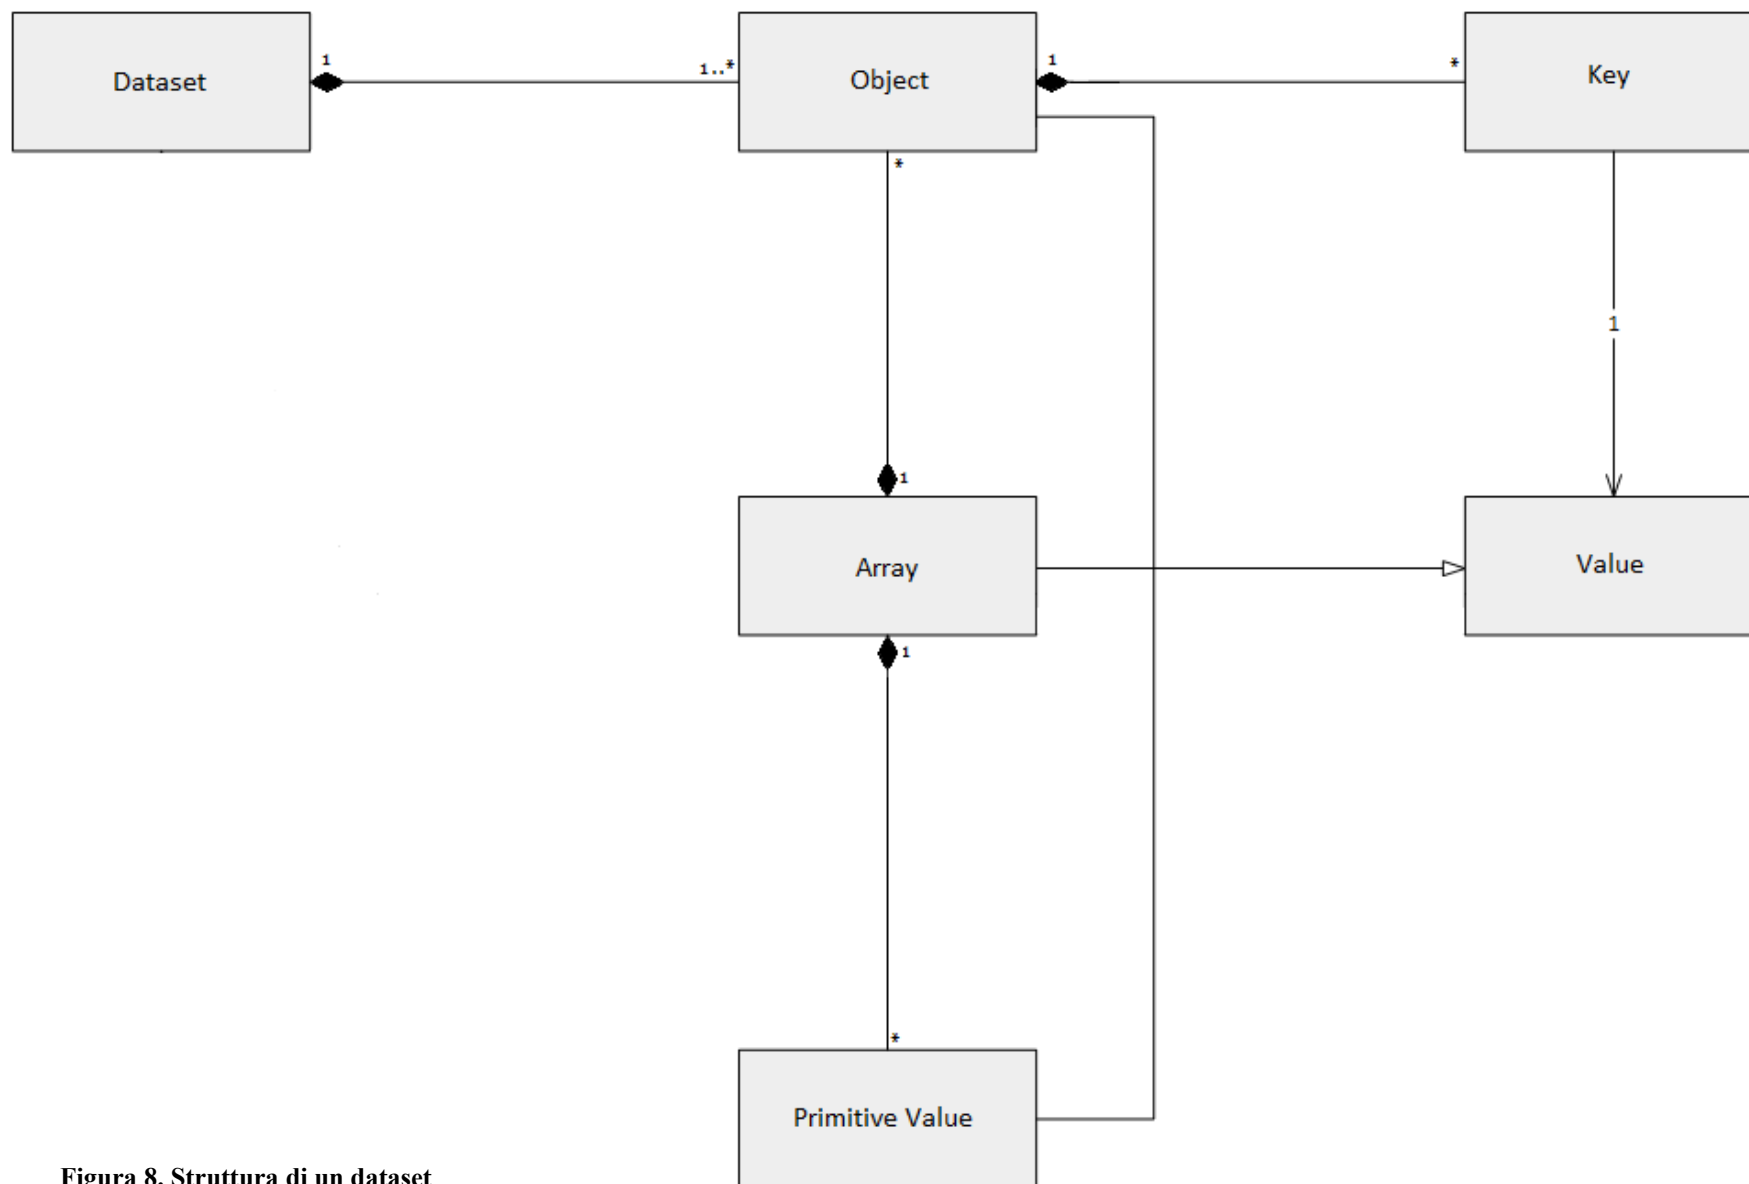 1 1..* 1 *
Dataset Object Key
*
1
1
Array Value
1
*
Primitive Value
Figura 8. Struttura di un dataset